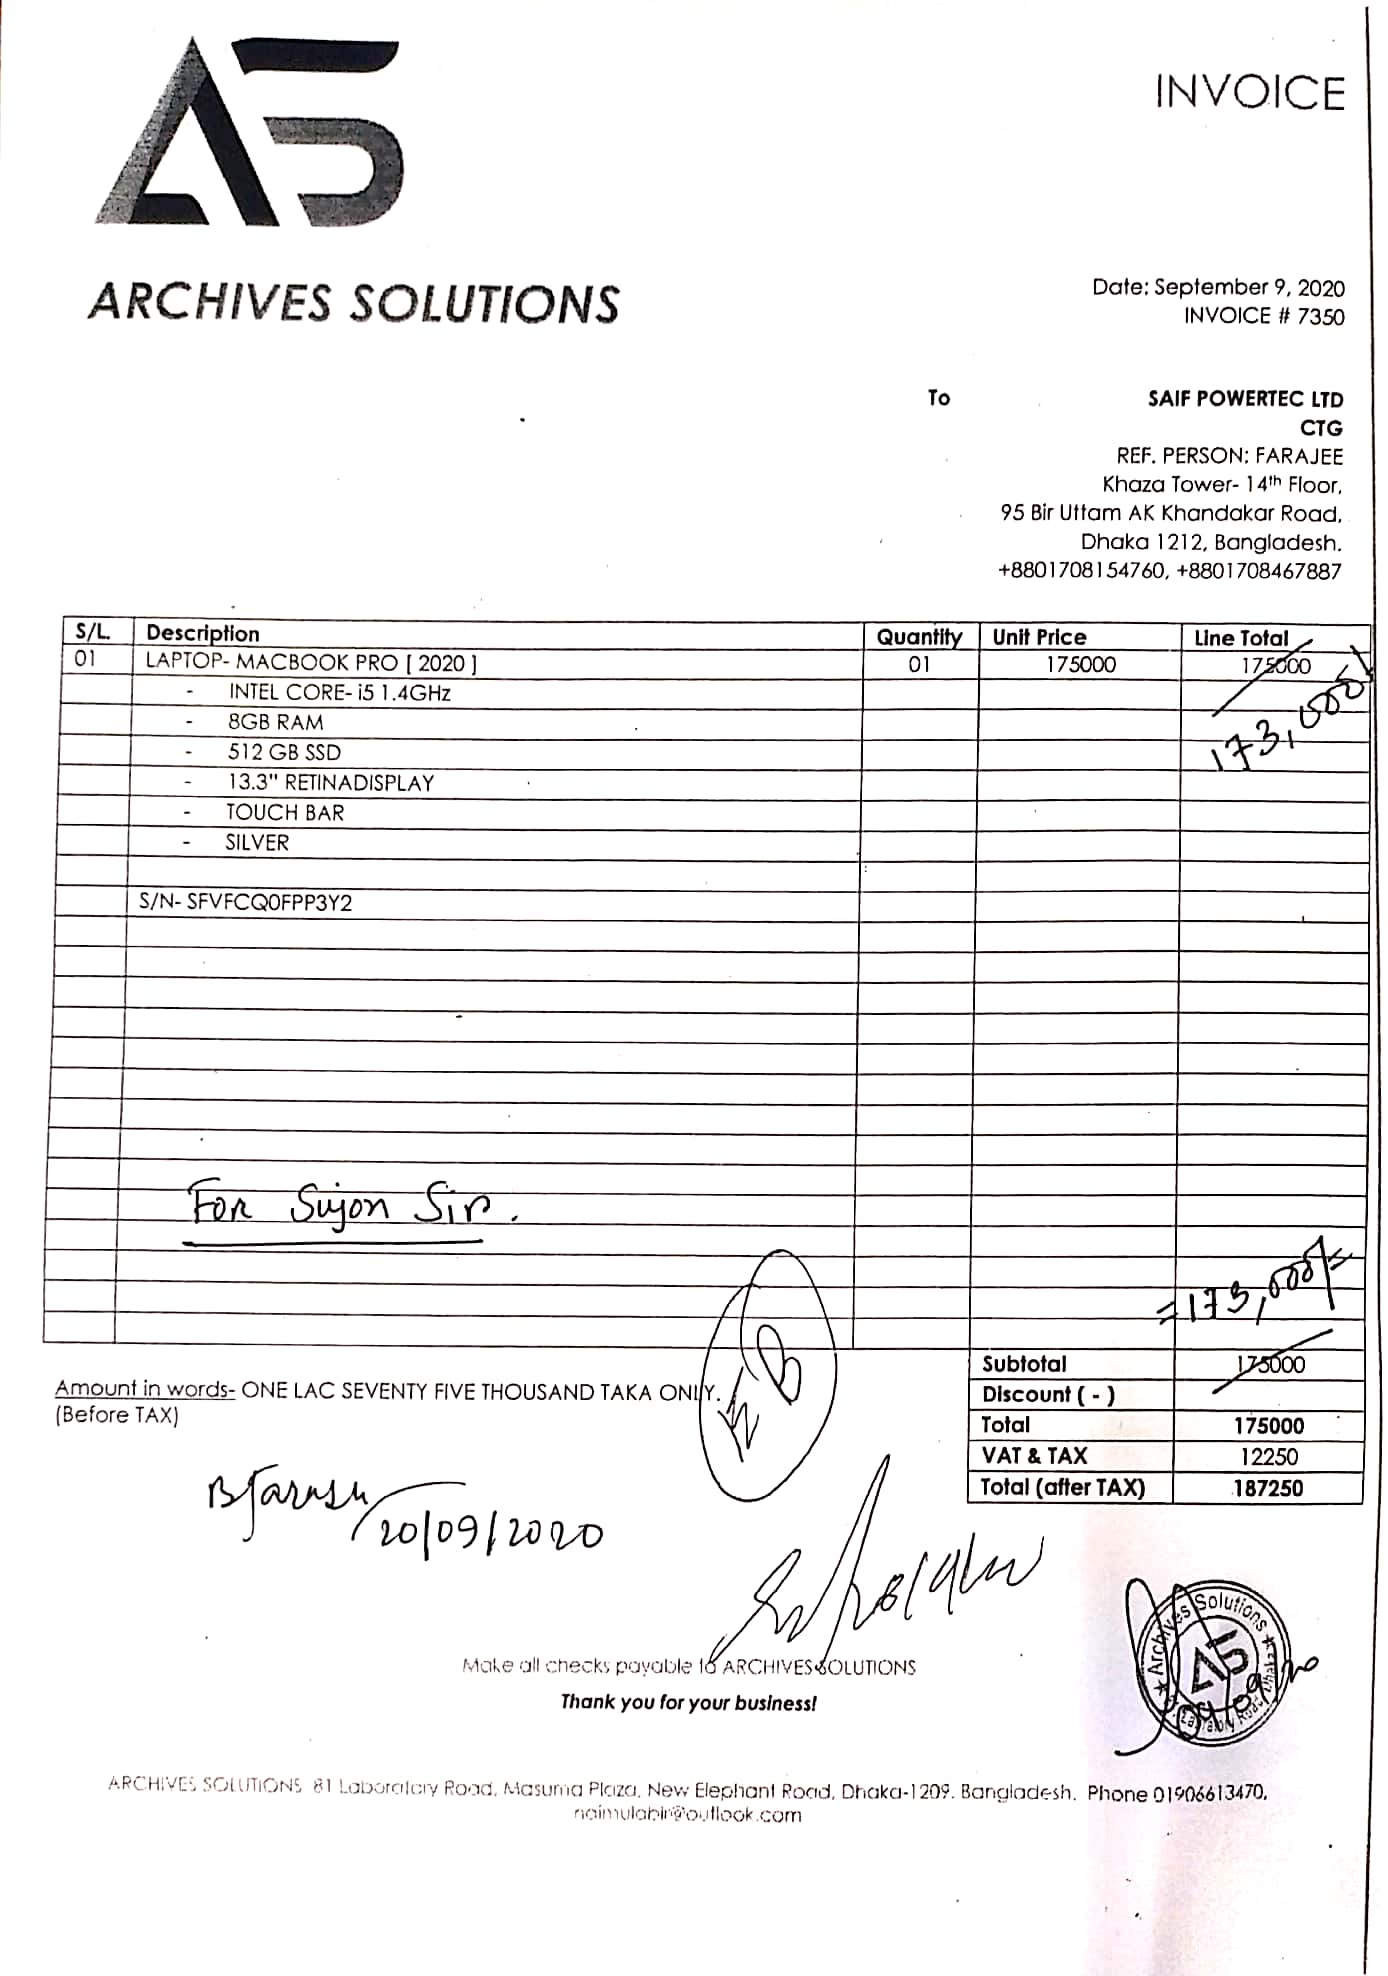 AS
INVOICE
ARCHIVES SOLUTIONS
Date: September 9, 2020
INVOICE # 7350
To SAIF POWERTEC LTD
CTG
REF. PERSON: FARAJEE
Khaza Tower- 14th Floor,
95 Bir Uttam AK Khandakar Road,
Dhaka 1212, Bangladesh.
+8801708154760, +8801708467887
S/L. Description Quantity Unit Price Line Total
01 LAPTOP- MACBOOK PRO [ 2020 ] 01 175000 175000
173,000/
- INTEL CORE- i5 1.4GHz
- 8GB RAM
- 512 GB SSD
- 13.3" RETINADISPLAY
- TOUCH BAR
- SILVER
S/N- SFVFCQ0FPP3Y2
For Sujon Sir.
=173,000/=
Subtotal 175000
Amount in words- ONE LAC SEVENTY FIVE THOUSAND TAKA ONLY.
Discount ( - )
(Before TAX)
Total 175000
VAT & TAX 12250
Total (after TAX) 187250
20/09/2020
Archives Solutions
AS
Make all checks payable to ARCHIVES SOLUTIONS
Thank you for your business!
ARCHIVES SOLUTIONS 81 Laboratory Road, Masuma Plaza, New Elephant Road, Dhaka-1209. Bangladesh. Phone 01906613470,
naimulabir@outlook.com